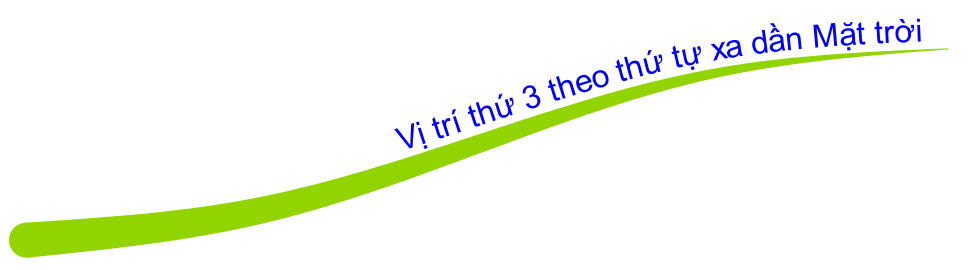 Vị trí thứ 3 theo thứ tự xa dần Mặt trời